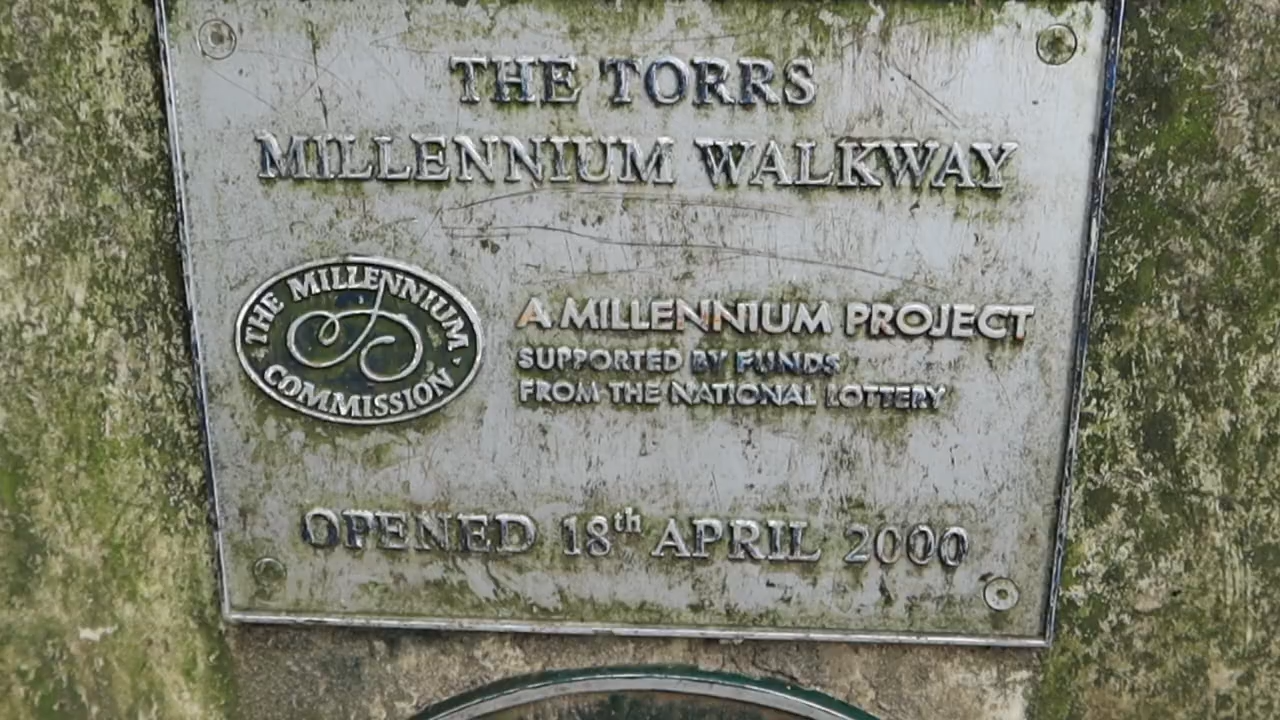 THE TORRS
MILLENNIUM WALKWAY
THE MILLENNIUM
COMMISSION
A MILLENNIUM PROJECT
SUPPORTED BY FUNDS
FROM THE NATIONAL LOTTERY
OPENED 18th APRIL 2000